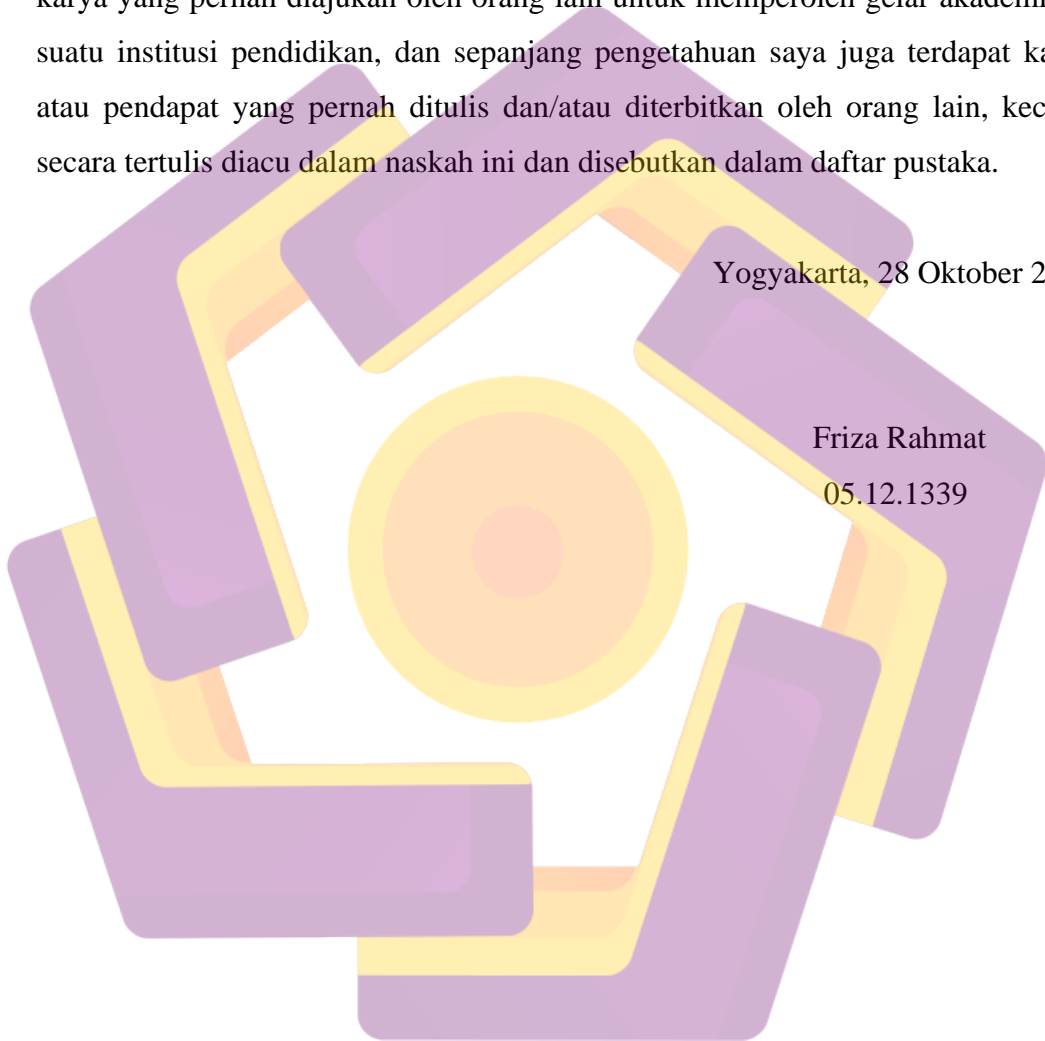 karya yang pernah diajukan oleh orang lain untuk memperoleh gelar akademi
suatu institusi pendidikan, dan sepanjang pengetahuan saya juga terdapat ka
atau pendapat yang pernah ditulis dan/atau diterbitkan oleh orang lain, kec
secara tertulis diacu dalam naskah ini dan disebutkan dalam daftar pustaka.
Yogyakarta, 28 Oktober 2
Friza Rahmat
05.12.1339